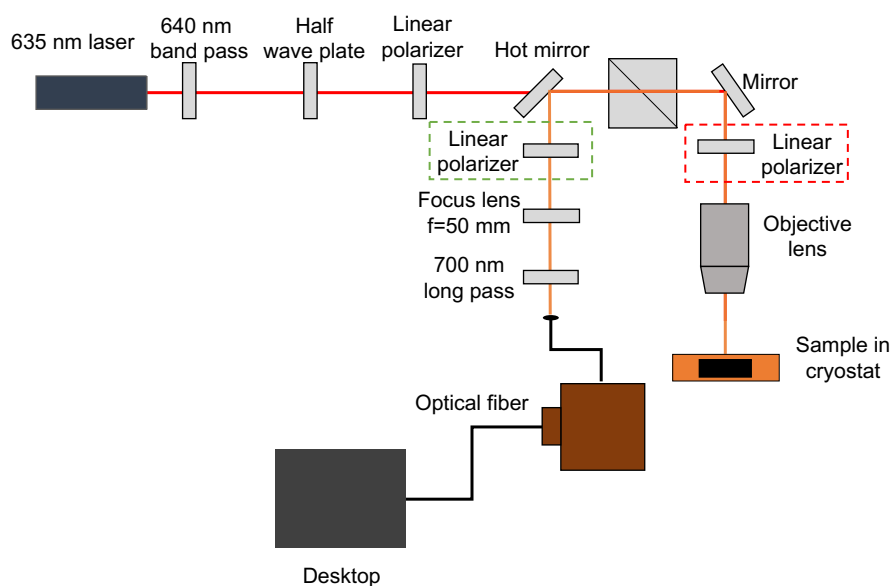 635 nm laser
640 nm
band pass
Half
wave plate
Linear
polarizer
Hot mirror
Mirror
Linear
polarizer
Linear
polarizer
Focus lens
f=50 mm
Objective
lens
700 nm
long pass
Sample in
cryostat
Optical fiber
Desktop